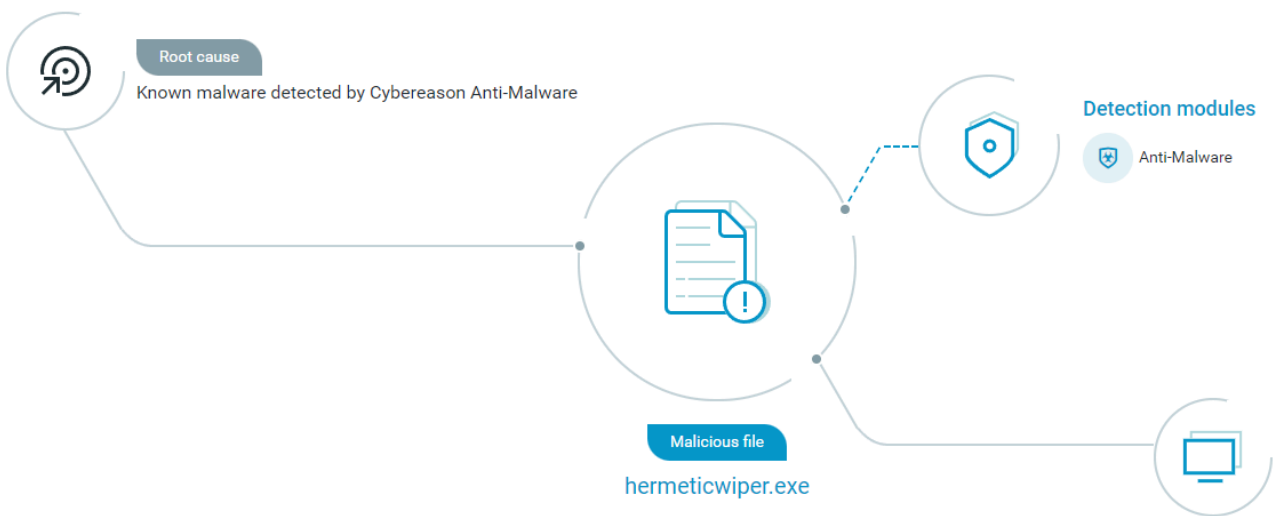 Root cause
Known malware detected by Cybereason Anti-Malware
Detection modules
Anti-Malware
Malicious file
hermeticwiper.exe